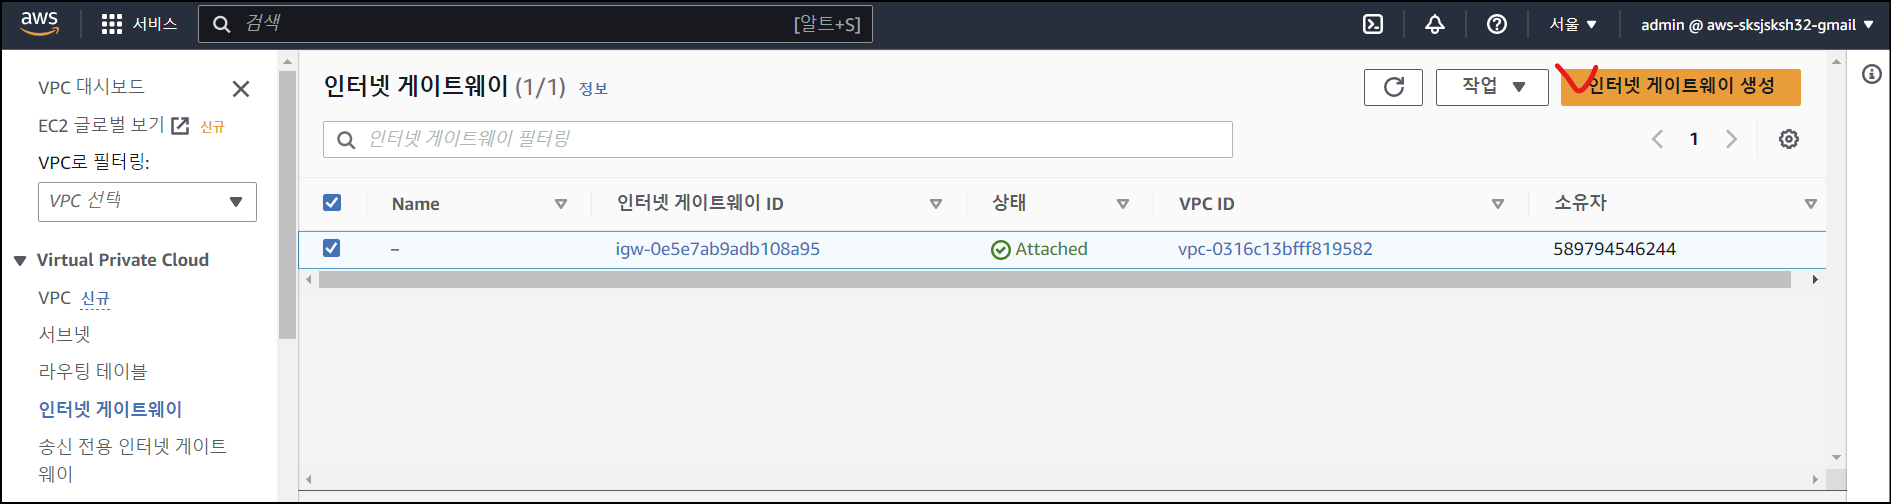 aws 서비스 검색 [알트+S] 서울 ▼ admin @ aws-sksjsksh32-gmail ▼
VPC 대시보드
EC2 글로벌 보기 신규
VPC로 필터링:
VPC 선택
Virtual Private Cloud
VPC 신규
서브넷
라우팅 테이블
인터넷 게이트웨이
송신 전용 인터넷 게이트
웨이
인터넷 게이트웨이 (1/1) 정보
작업 ▼ 인터넷 게이트웨이 생성
인터넷 게이트웨이 필터링
1
Name 인터넷 게이트웨이 ID 상태 VPC ID 소유자
– igw-0e5e7ab9adb108a95 Attached vpc-0316c13bfff819582 589794546244